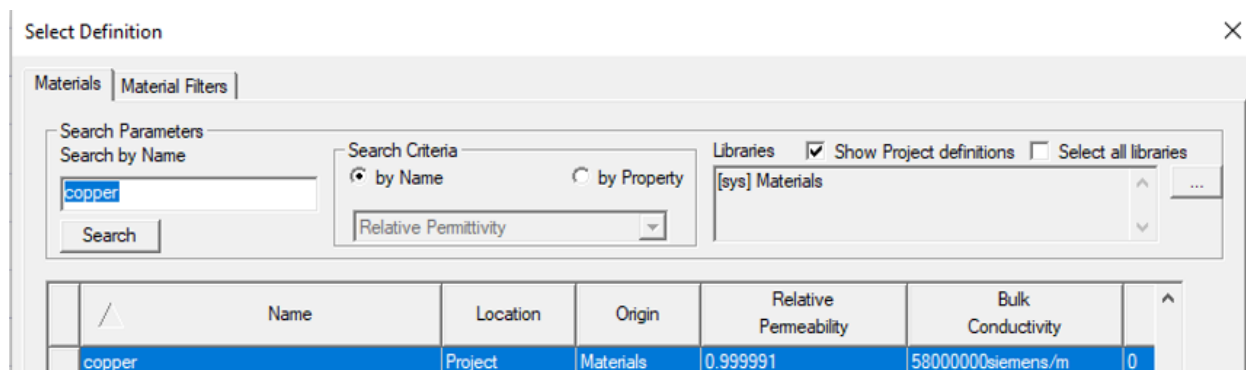 Select Definition
Materials Material Filters
Search Parameters
Search by Name
copper
Search
Search Criteria
by Name by Property
Relative Permittivity
Libraries Show Project definitions Select all libraries
[sys] Materials
...
Name Location Origin Relative Permeability Bulk Conductivity
copper Project Materials 0.999991 58000000siemens/m 0